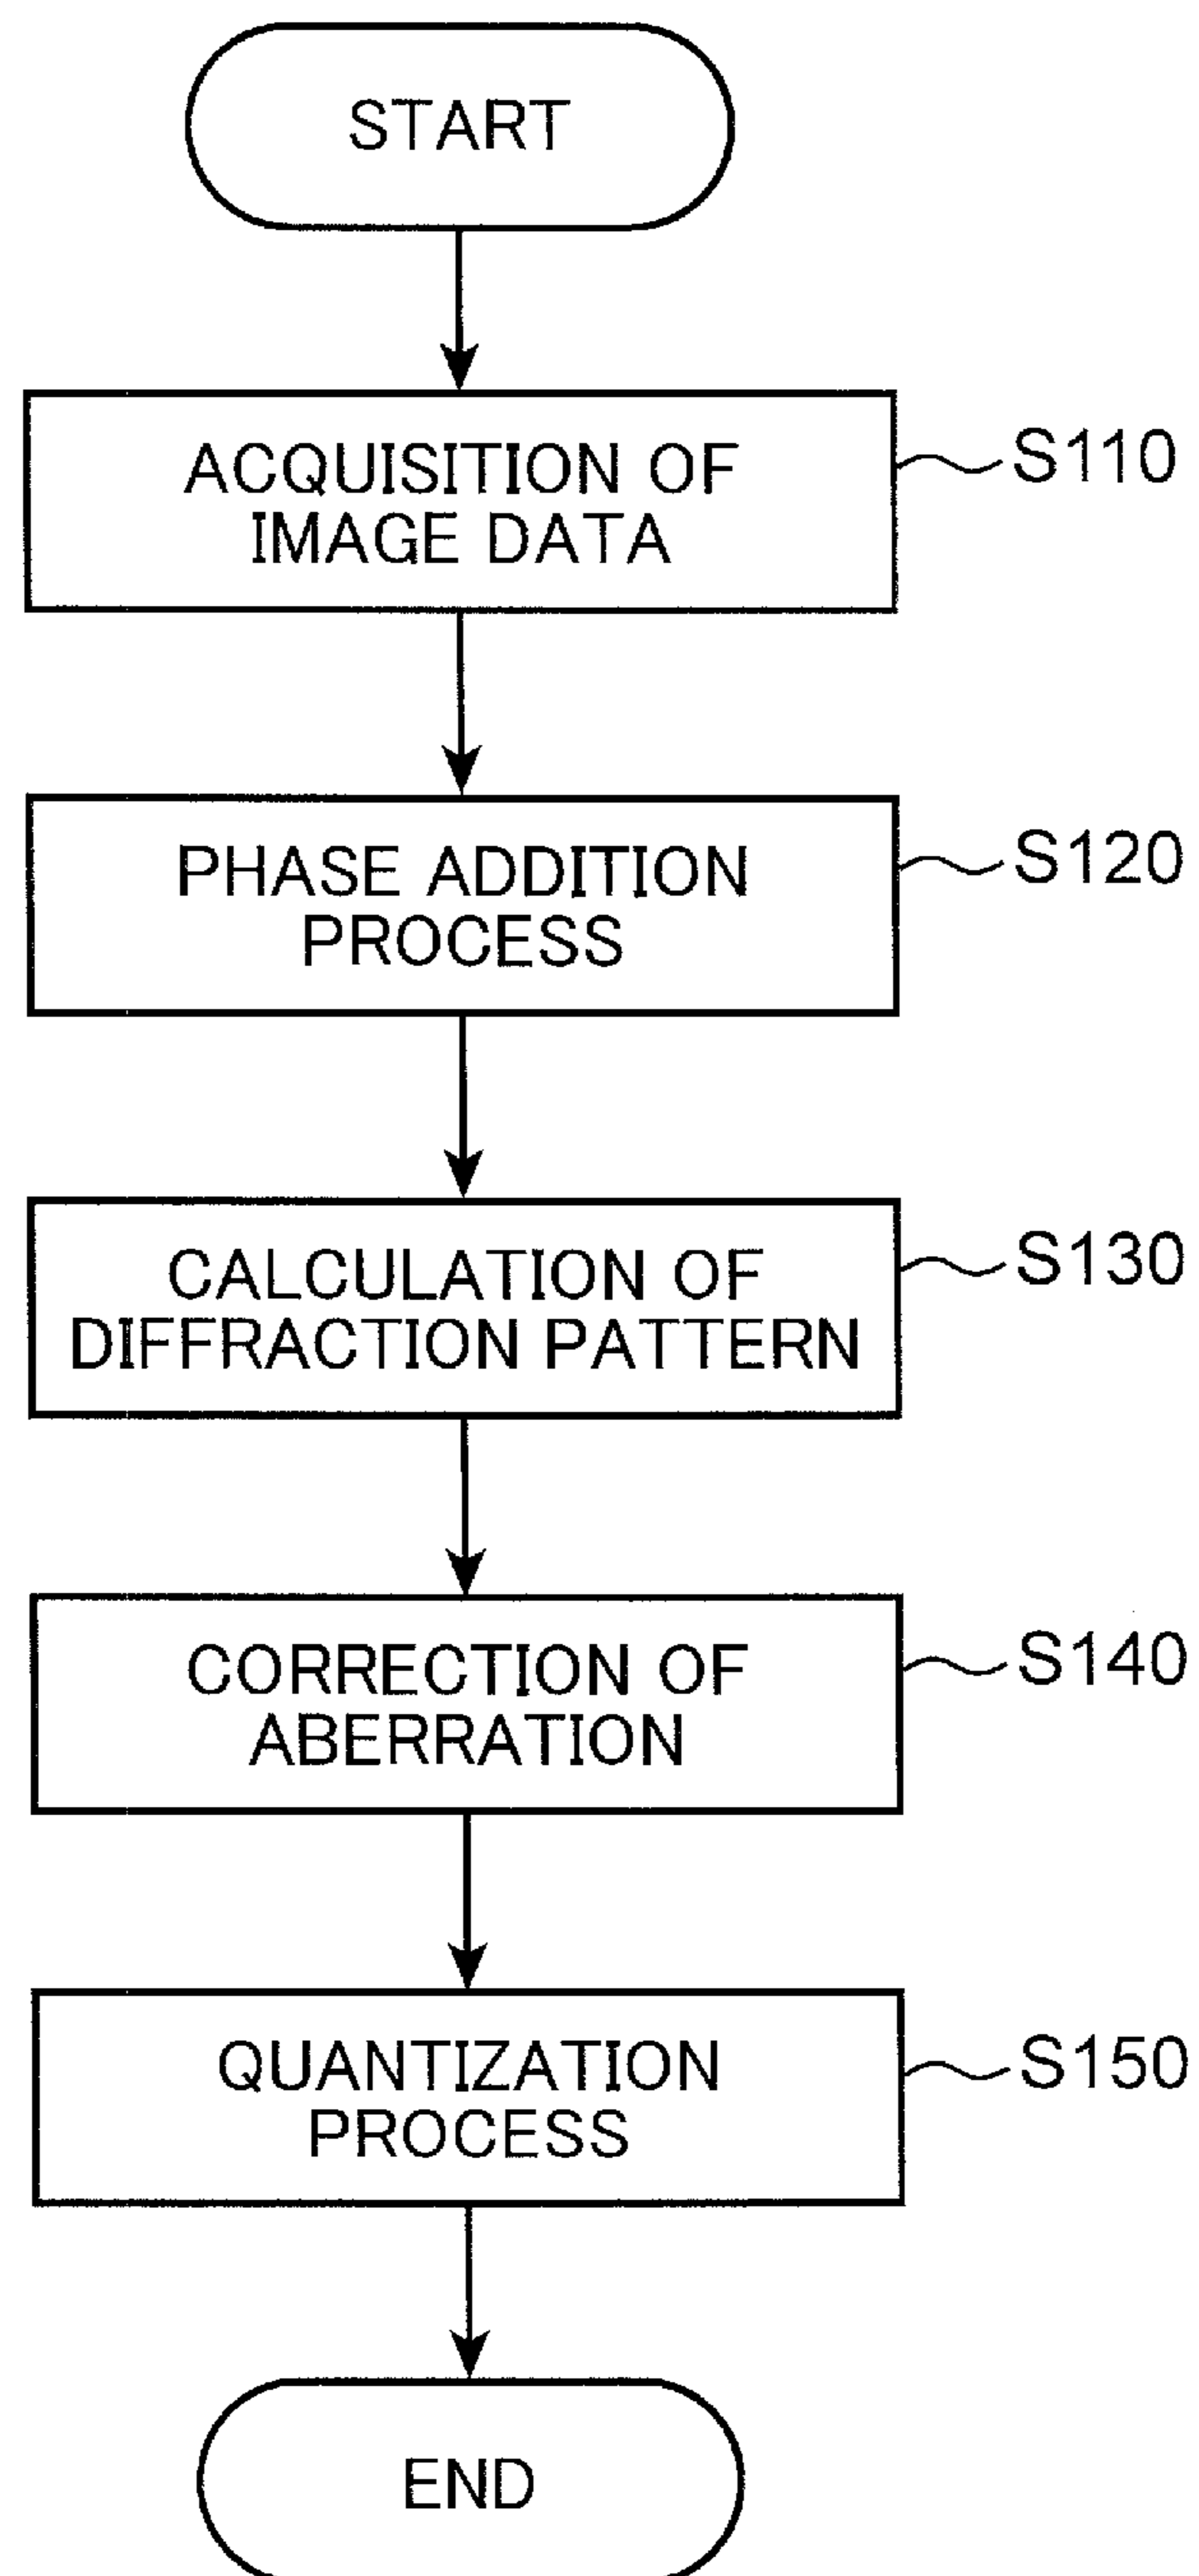 START
ACQUISITION OF
IMAGE DATA
S110
PHASE ADDITION
PROCESS
S120
CALCULATION OF
DIFFRACTION PATTERN
S130
CORRECTION OF
ABERRATION
S140
QUANTIZATION
PROCESS
S150
END